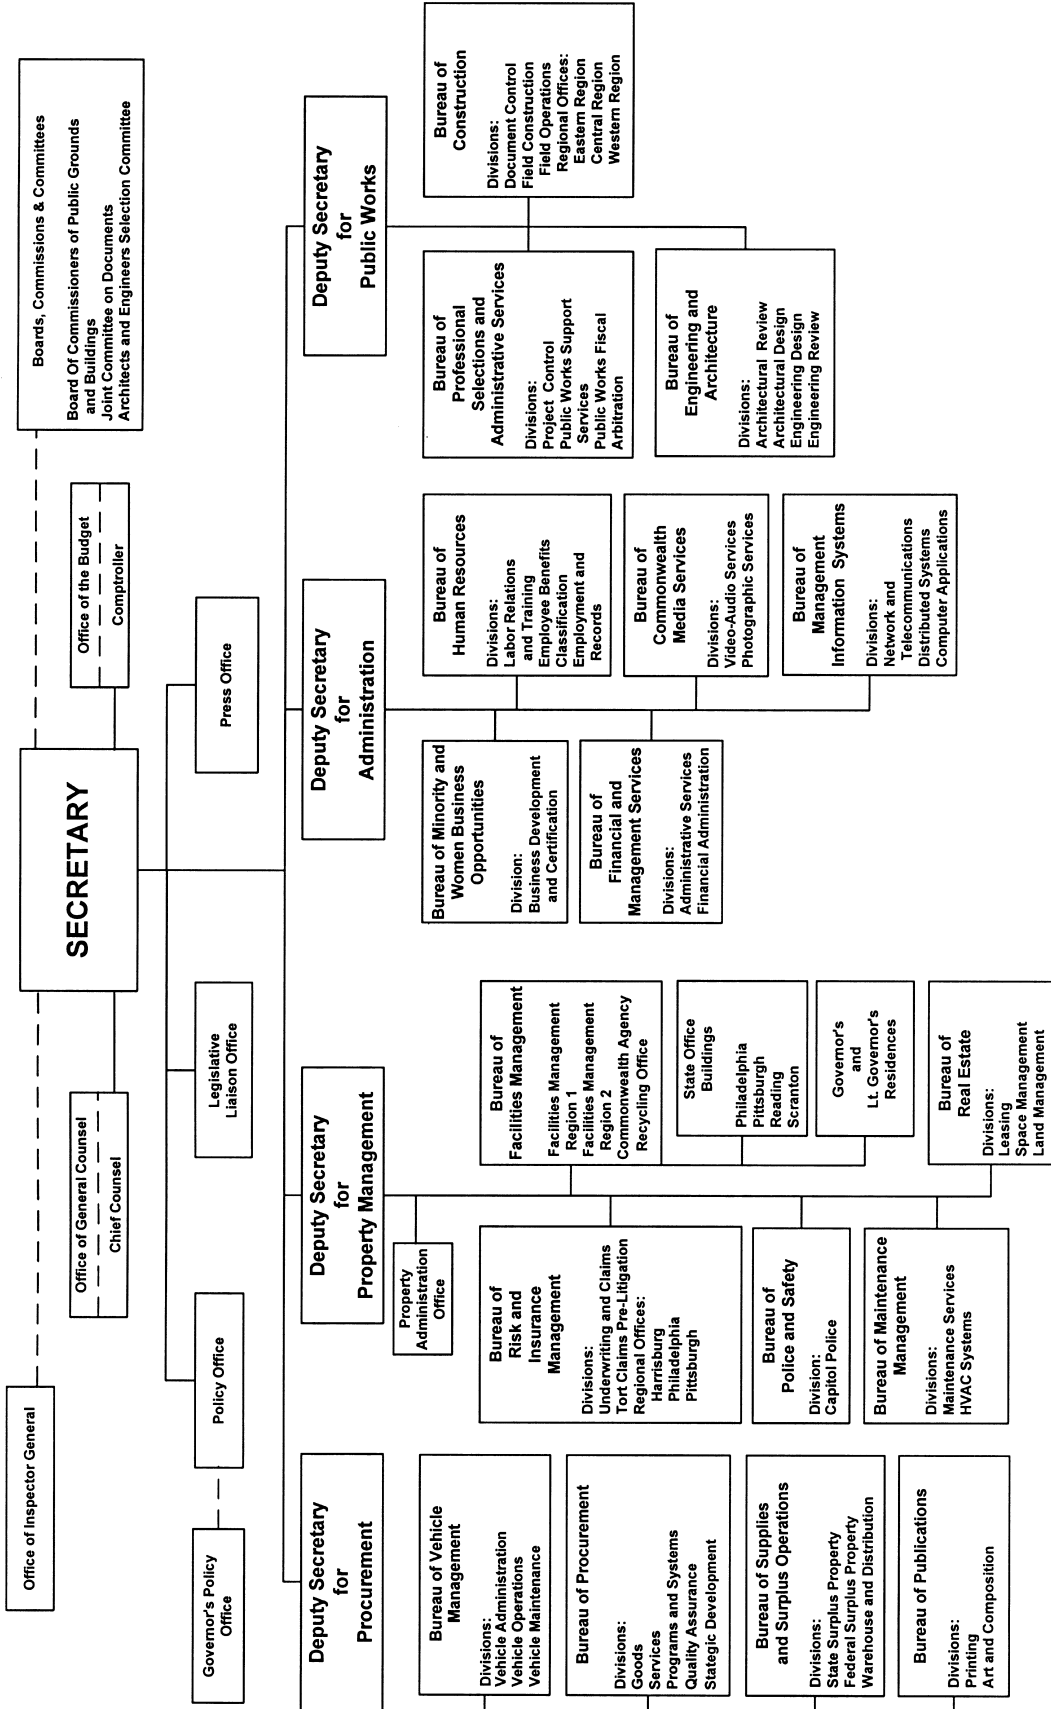 Office of Inspector General
SECRETARY
Boards, Commissions & Committees
Board Of Commissioners of Public Grounds
and Buildings
Joint Committee on Documents
Architects and Engineers Selection Committee
Office of General Counsel
Chief Counsel
Office of the Budget
Comptroller
Governor's Policy
Office
Policy Office
Legislative
Liaison Office
Press Office
Deputy Secretary
for
Procurement
Deputy Secretary
for
Property Management
Deputy Secretary
for
Administration
Deputy Secretary
for
Public Works
Bureau of Vehicle
Management
Divisions:
Vehicle Administration
Vehicle Operations
Vehicle Maintenance
Bureau of Procurement
Divisions:
Goods
Services
Programs and Systems
Quality Assurance
Stategic Development
Bureau of Supplies
and Surplus Operations
Divisions:
State Surplus Property
Federal Surplus Property
Warehouse and Distribution
Bureau of Publications
Divisions:
Printing
Art and Composition
Property
Administration
Office
Bureau of
Risk and
Insurance
Management
Divisions:
Underwriting and Claims
Tort Claims Pre-Litigation
Regional Offices:
Harrisburg
Philadelphia
Pittsburgh
Bureau of
Police and Safety
Division:
Capitol Police
Bureau of Maintenance
Management
Divisions:
Maintenance Services
HVAC Systems
Bureau of
Facilities Management
Facilities Management
Region 1
Facilities Management
Region 2
Commonwealth Agency
Recycling Office
State Office
Buildings
Philadelphia
Pittsburgh
Reading
Scranton
Governor's
and
Lt. Governor's
Residences
Bureau of
Real Estate
Divisions:
Leasing
Space Management
Land Management
Bureau of Minority and
Women Business
Opportunities
Division:
Business Development
and Certification
Bureau of
Financial and
Management Services
Divisions:
Administrative Services
Financial Administration
Bureau of
Human Resources
Divisions:
Labor Relations
and Training
Employee Benefits
Classification
Employment and
Records
Bureau of
Commonwealth
Media Services
Divisions:
Video-Audio Services
Photographic Services
Bureau of
Management
Information Systems
Divisions:
Network and
Telecommunications
Distributed Systems
Computer Applications
Bureau of
Professional
Selections and
Administrative Services
Divisions:
Project Control
Public Works Support
Services
Public Works Fiscal
Arbitration
Bureau of
Construction
Divisions:
Document Control
Field Construction
Field Operations
Regional Offices:
Eastern Region
Central Region
Western Region
Bureau of
Engineering and
Architecture
Divisions:
Architectural Review
Architectural Design
Engineering Design
Engineering Review